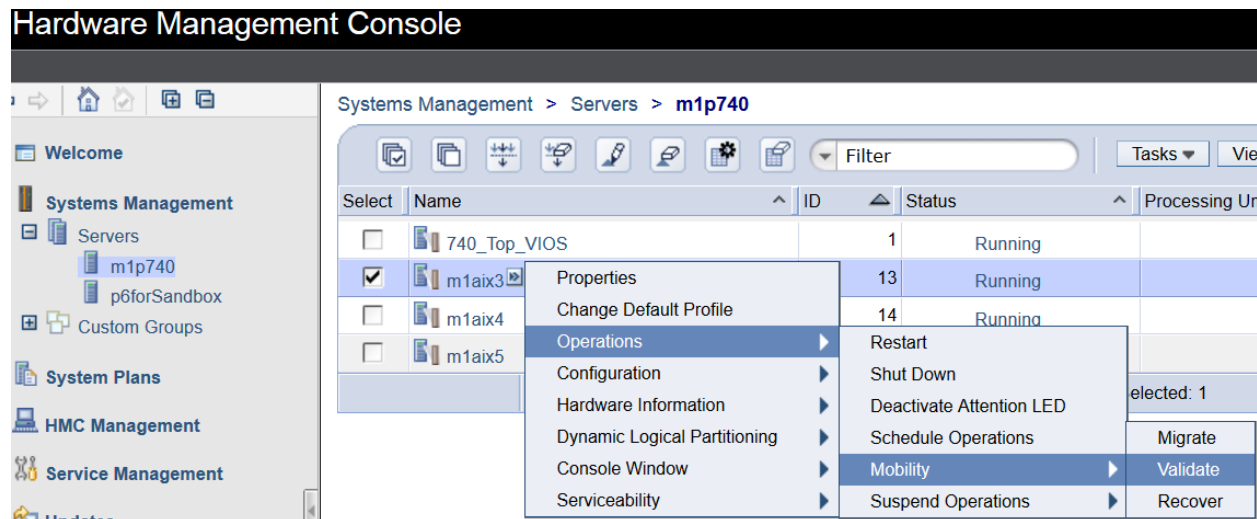 Hardware Management Console
Systems Management > Servers > m1p740
Welcome
Systems Management
Servers
m1p740
p6forSandbox
Custom Groups
System Plans
HMC Management
Service Management
Updates
Filter
Tasks
Select Name ID Status
740_Top_VIOS 1 Running
m1aix3 13 Running
m1aix4 14 Running
m1aix5
Properties
Change Default Profile
Operations
Configuration
Hardware Information
Dynamic Logical Partitioning
Console Window
Serviceability
Restart
Shut Down
Deactivate Attention LED
Schedule Operations
Mobility
Suspend Operations
Migrate
Validate
Recover
Processing
elected: 1